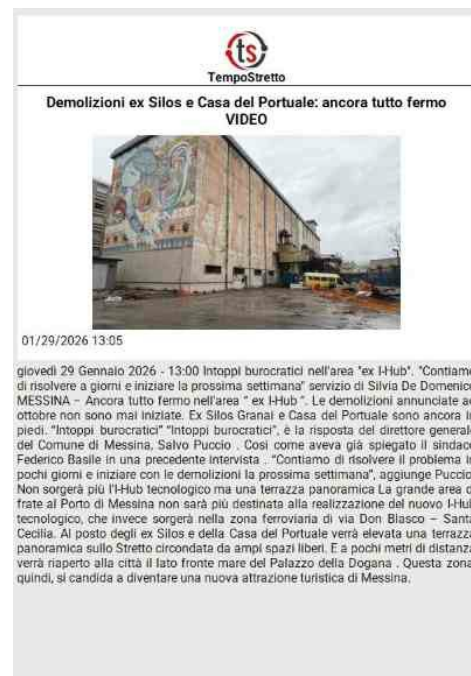 ts
TempoStretto
Demolizioni ex Silos e Casa del Portuale: ancora tutto fermo
VIDEO
01/29/2026 13:05
giovedì 29 Gennaio 2026 - 13:00 Intoppi burocratici nell'area "ex I-Hub". "Contiamo
di risolvere a giorni e iniziare la prossima settimana" servizio di Silvia De Domenico
MESSINA – Ancora tutto fermo nell'area " ex I-Hub ". Le demolizioni annunciate ad
ottobre non sono mai iniziate. Ex Silos Granai e Casa del Portuale sono ancora in
piedi. "Intoppi burocratici" "Intoppi burocratici", è la risposta del direttore generale
del Comune di Messina, Salvo Puccio . Così come aveva già spiegato il sindaco
Federico Basile in una precedente intervista . "Contiamo di risolvere il problema in
pochi giorni e iniziare con le demolizioni la prossima settimana", aggiunge Puccio.
Non sorgerà più l'I-Hub tecnologico ma una terrazza panoramica La grande area di
frate al Porto di Messina non sarà più destinata alla realizzazione del nuovo I-Hub
tecnologico, che invece sorgerà nella zona ferroviaria di via Don Blasco – Santa
Cecilia. Al posto degli ex Silos e della Casa del Portuale verrà elevata una terrazza
panoramica sullo Stretto circondata da ampi spazi liberi. E a pochi metri di distanza
verrà riaperto alla città il lato fronte mare del Palazzo della Dogana . Questa zona,
quindi, si candida a diventare una nuova attrazione turistica di Messina.